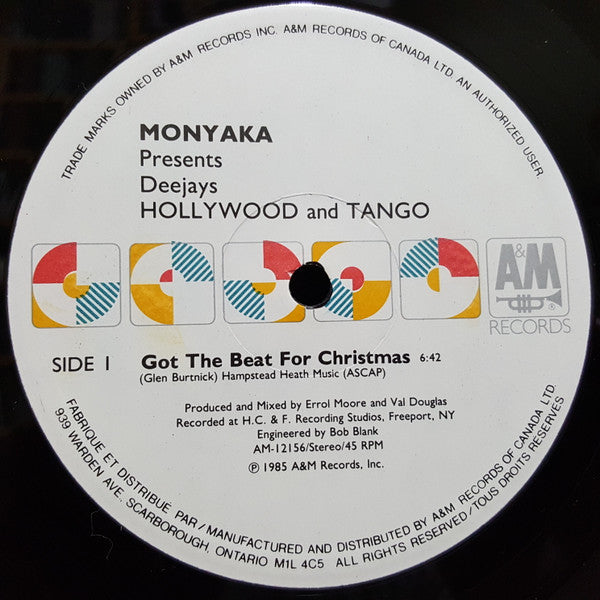 TRADE MARKS OWNED BY A&M RECORDS INC. A&M RECORDS OF CANADA LTD. AN AUTHORIZED USER.
MONYAKA
Presents
Deejays
HOLLYWOOD and TANGO
A&M
RECORDS
SIDE I
Got The Beat For Christmas 6:42
(Glen Burtnick) Hampstead Heath Music (ASCAP)
Produced and Mixed by Errol Moore and Val Douglas
Recorded at H.C. & F. Recording Studios, Freeport, NY
Engineered by Bob Blank
AM-12156/Stereo/45 RPM
Ⓟ 1985 A&M Records, Inc.
FABRIQUE ET DISTRIBUÉ PAR/MANUFACTURED AND DISTRIBUTED BY A&M RECORDS OF CANADA LTD.
939 WARDEN AVE. SCARBOROUGH, ONTARIO M1L 4C5 ALL RIGHTS RESERVED/TOUS DROITS RESERVÉS